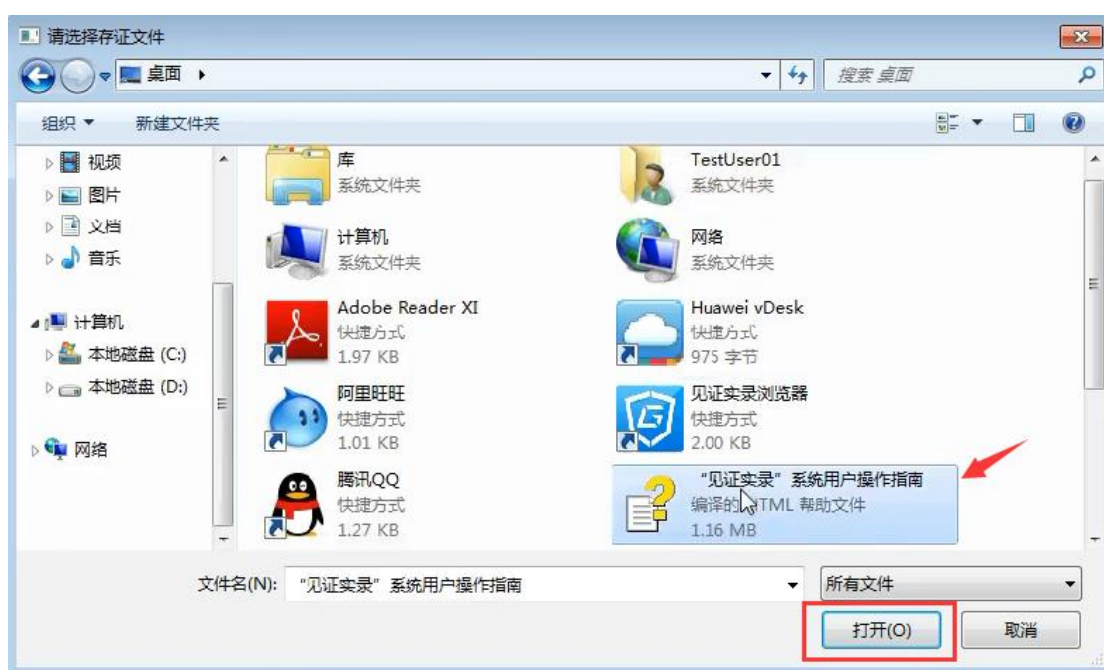 请选择存证文件
桌面
搜索 桌面
组织
新建文件夹
视频
图片
文档
音乐
计算机
本地磁盘 (C:)
本地磁盘 (D:)
网络
库
系统文件夹
TestUser01
系统文件夹
计算机
系统文件夹
网络
系统文件夹
Adobe Reader XI
快捷方式
1.97 KB
Huawei vDesk
快捷方式
975 字节
阿里旺旺
快捷方式
1.01 KB
见证实录浏览器
快捷方式
2.00 KB
腾讯QQ
快捷方式
1.27 KB
“见证实录”系统用户操作指南
编译的 HTML 帮助文件
1.16 MB
文件名(N):
“见证实录”系统用户操作指南
所有文件
打开(O)
取消